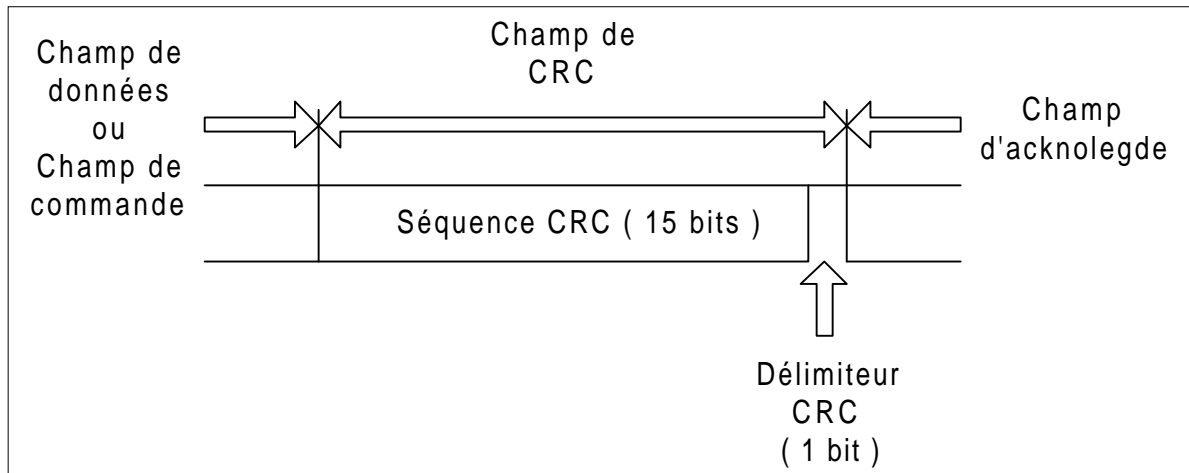 Champ de
données
ou
Champ de
commande
Champ de
CRC
Champ
d'acknolegde
Séquence CRC ( 15 bits )
Délimiteur
CRC
( 1 bit )